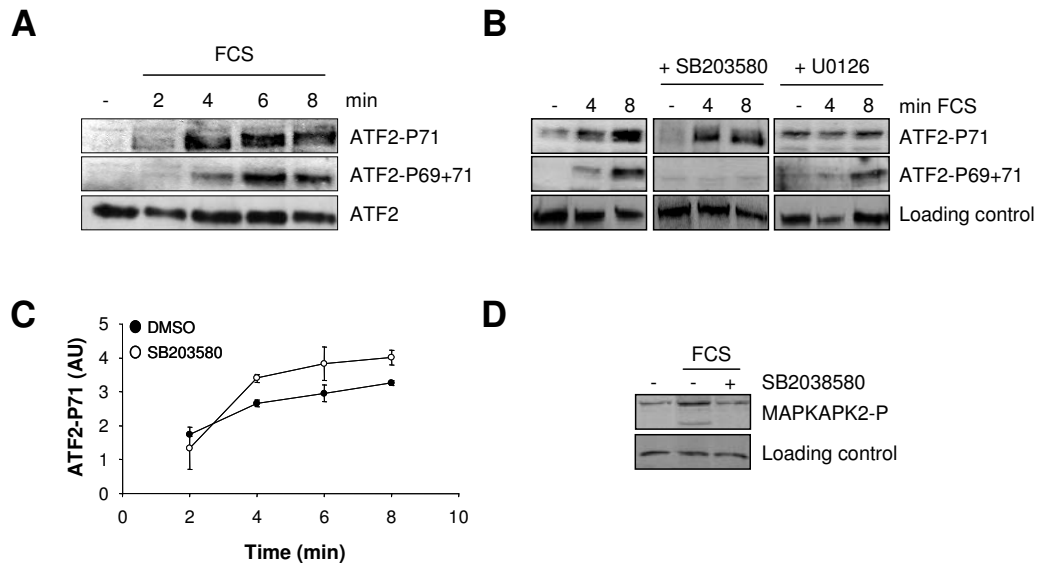 A
FCS
- 2 4 6 8 min
ATF2-P71
ATF2-P69+71
ATF2
B
+ SB203580 + U0126
- 4 8 - 4 8 - 4 8 min FCS
ATF2-P71
ATF2-P69+71
Loading control
C
DMSO
SB203580
ATF2-P71 (AU)
5
4
3
2
1
0
0 2 4 6 8 10
Time (min)
D
FCS
- - + SB2038580
MAPKAPK2-P
Loading control